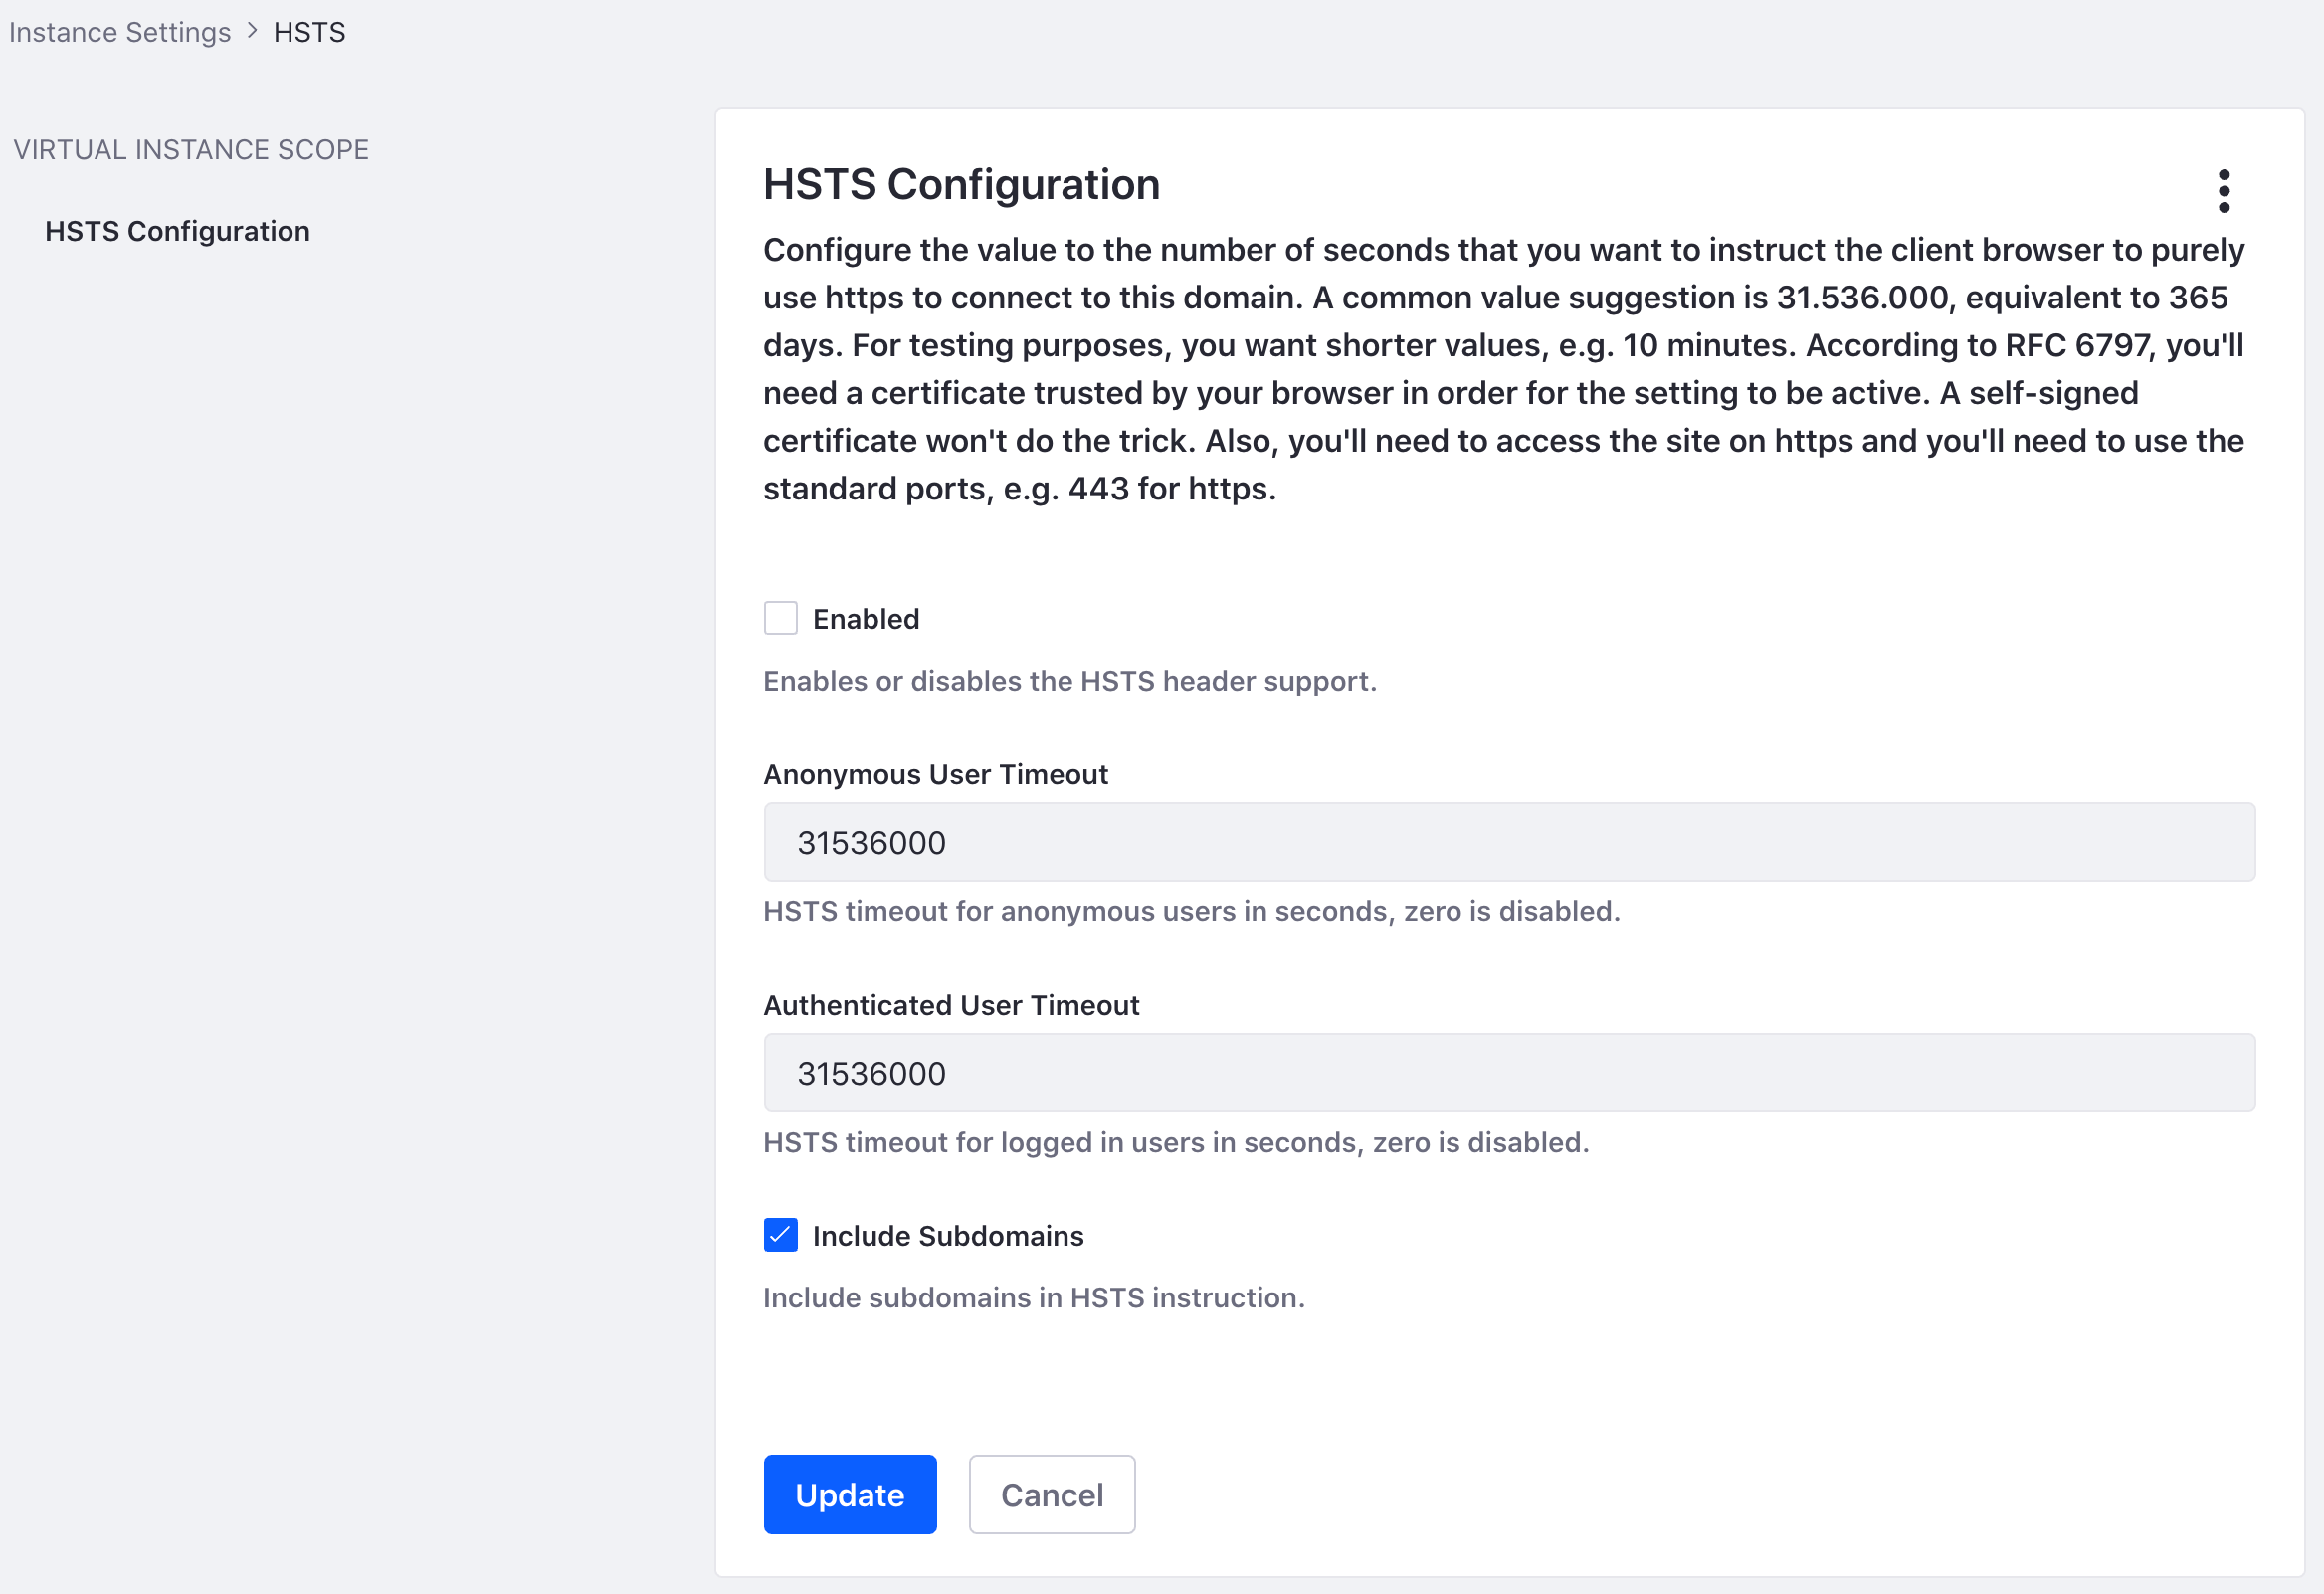 Instance Settings > HSTS
VIRTUAL INSTANCE SCOPE
HSTS Configuration
HSTS Configuration
Configure the value to the number of seconds that you want to instruct the client browser to purely
use https to connect to this domain. A common value suggestion is 31.536.000, equivalent to 365
days. For testing purposes, you want shorter values, e.g. 10 minutes. According to RFC 6797, you'll
need a certificate trusted by your browser in order for the setting to be active. A self-signed
certificate won't do the trick. Also, you'll need to access the site on https and you'll need to use the
standard ports, e.g. 443 for https.
Enabled
Enables or disables the HSTS header support.
Anonymous User Timeout
31536000
HSTS timeout for anonymous users in seconds, zero is disabled.
Authenticated User Timeout
31536000
HSTS timeout for logged in users in seconds, zero is disabled.
Include Subdomains
Include subdomains in HSTS instruction.
Update Cancel